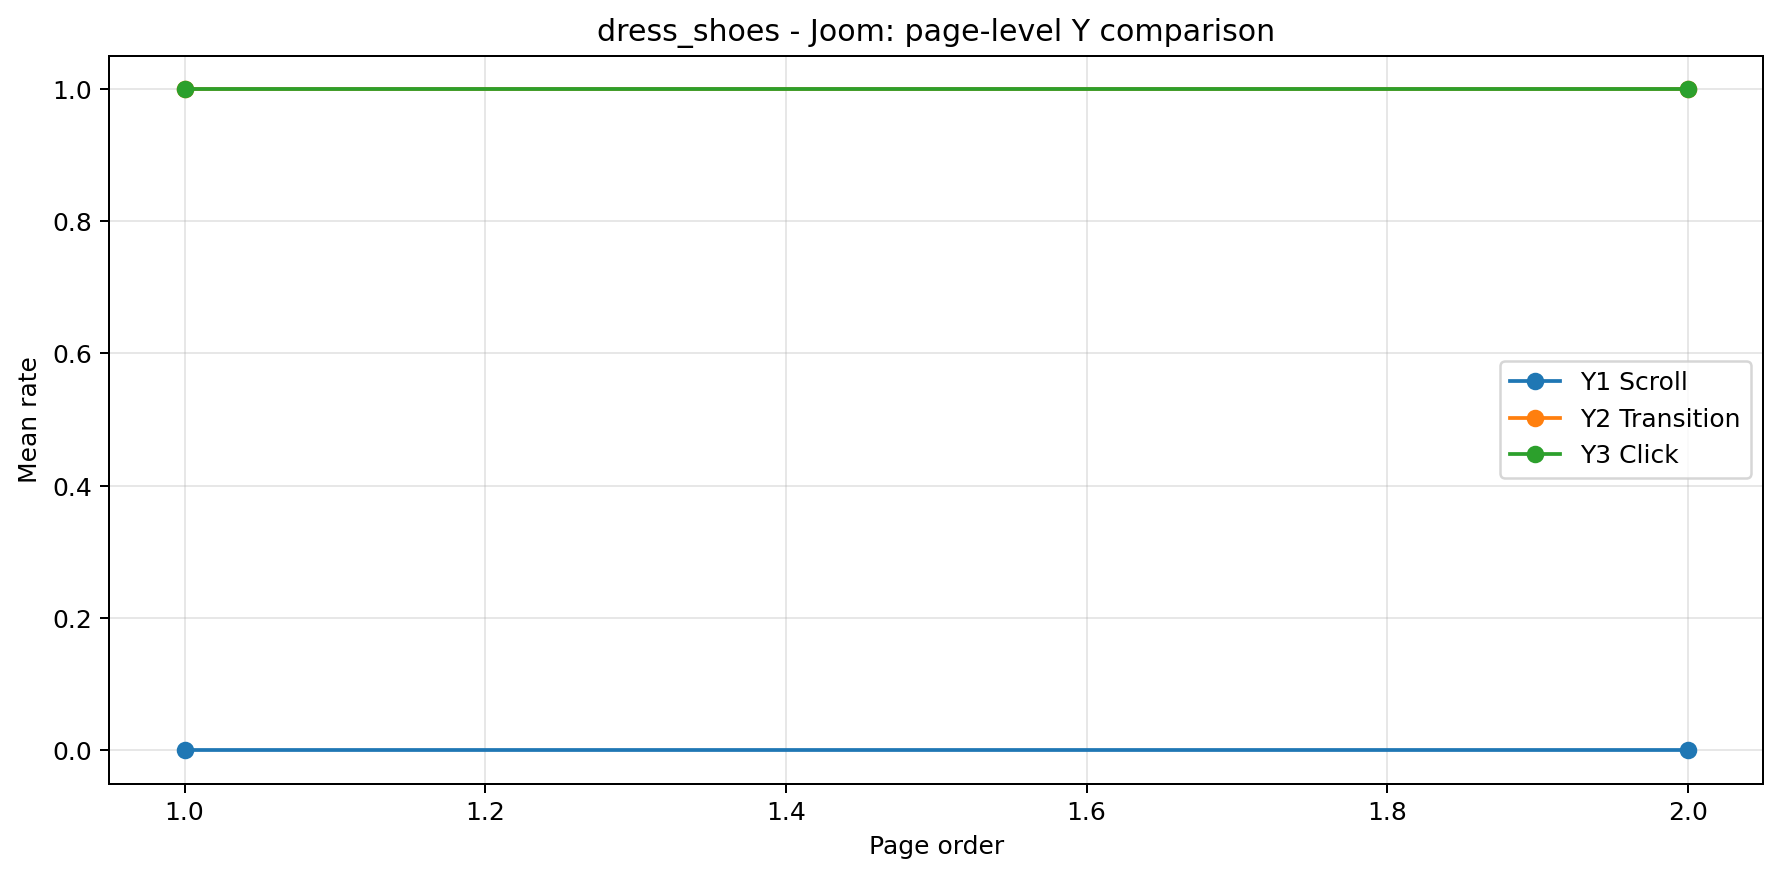 dress_shoes - Joom: page-level Y comparison
Mean rate
1.0
0.8
0.6
0.4
0.2
0.0
Y1 Scroll
Y2 Transition
Y3 Click
1.0 1.2 1.4 1.6 1.8 2.0
Page order